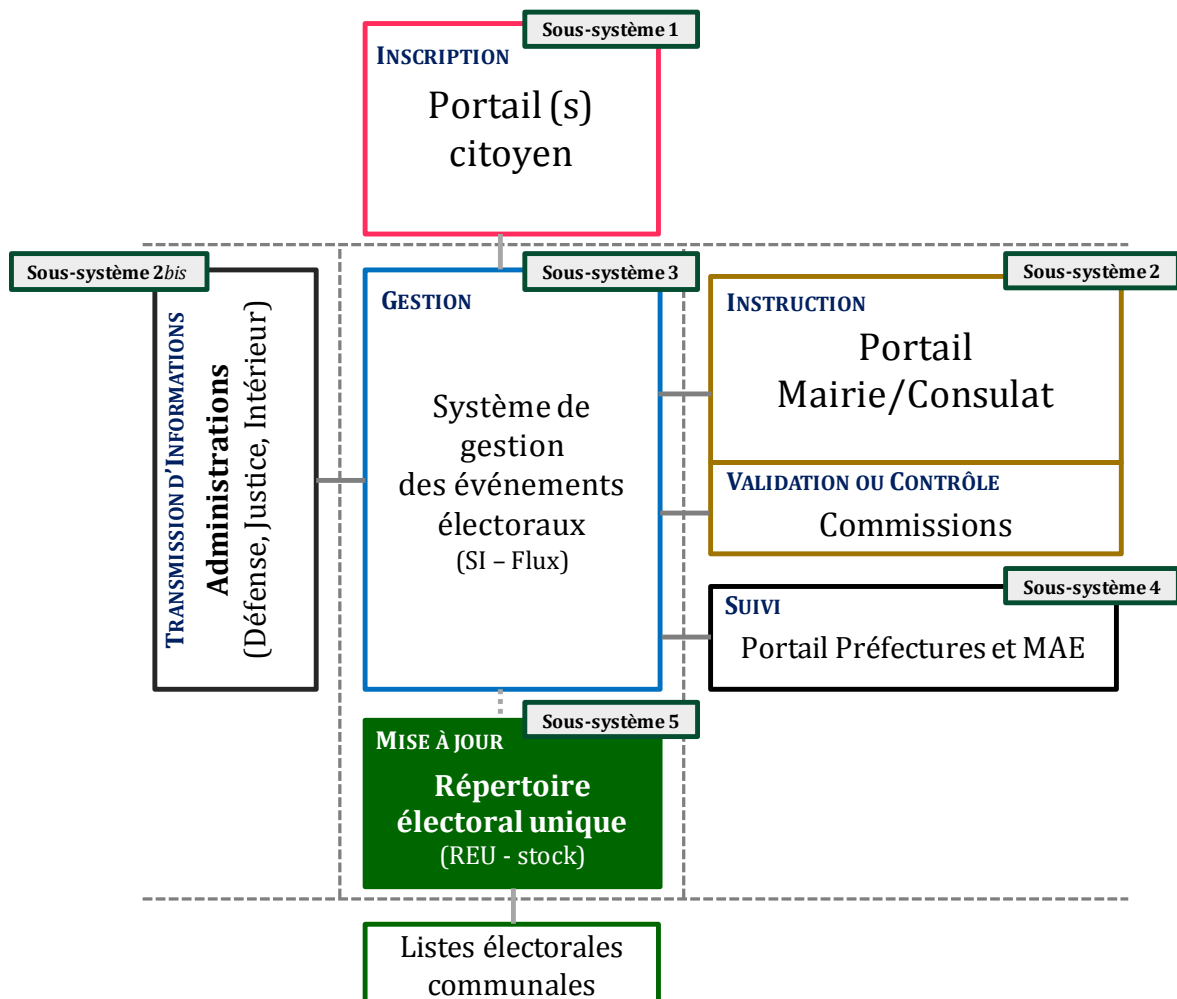 Sous-système 1
INSCRIPTION
Portail (s)
citoyen
Sous-système 2bis
TRANSMISSION D'INFORMATIONS
Administrations
(Défense, Justice, Intérieur)
Sous-système 3
GESTION
Système de
gestion
des événements
électoraux
(SI – Flux)
Sous-système 2
INSTRUCTION
Portail
Mairie/Consulat
VALIDATION OU CONTRÔLE
Commissions
Sous-système 4
SUIVI
Portail Préfectures et MAE
Sous-système 5
MISE À JOUR
Répertoire
électoral unique
(REU - stock)
Listes électorales
communales